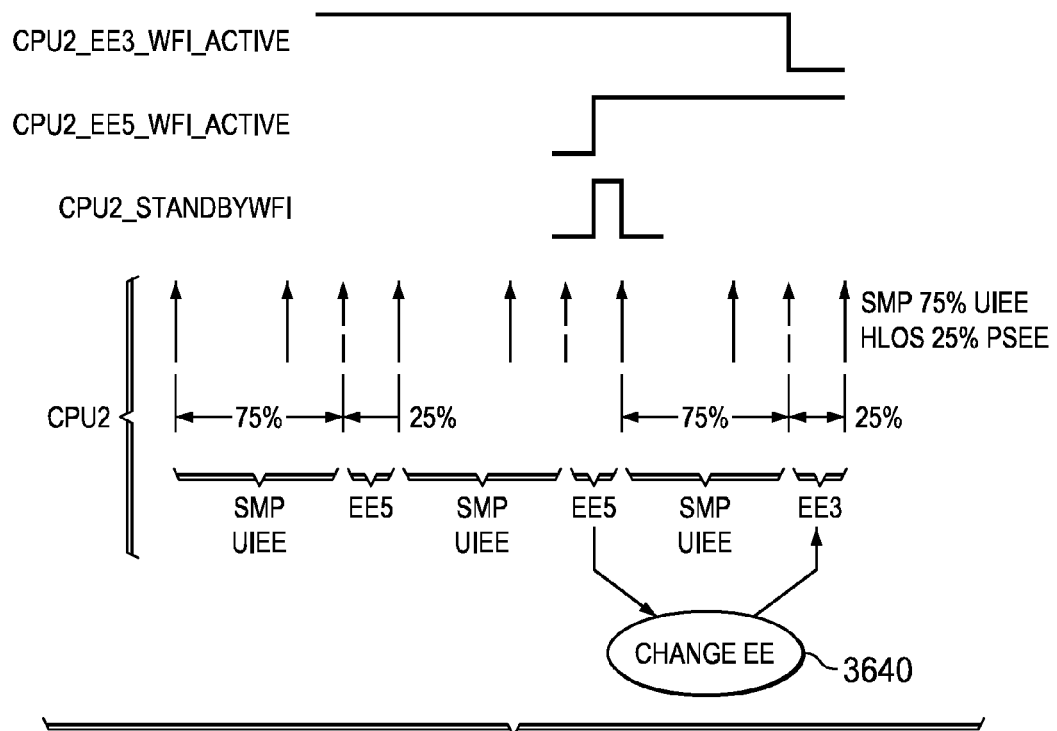 CPU2_EE3_WFI_ACTIVE
CPU2_EE5_WFI_ACTIVE
CPU2_STANDBYWFI
SMP 75% UIEE
HLOS 25% PSEE
CPU2
75% 25% 75% 25%
SMP UIEE
EE5
SMP UIEE
EE5
SMP UIEE
EE3
CHANGE EE
3640